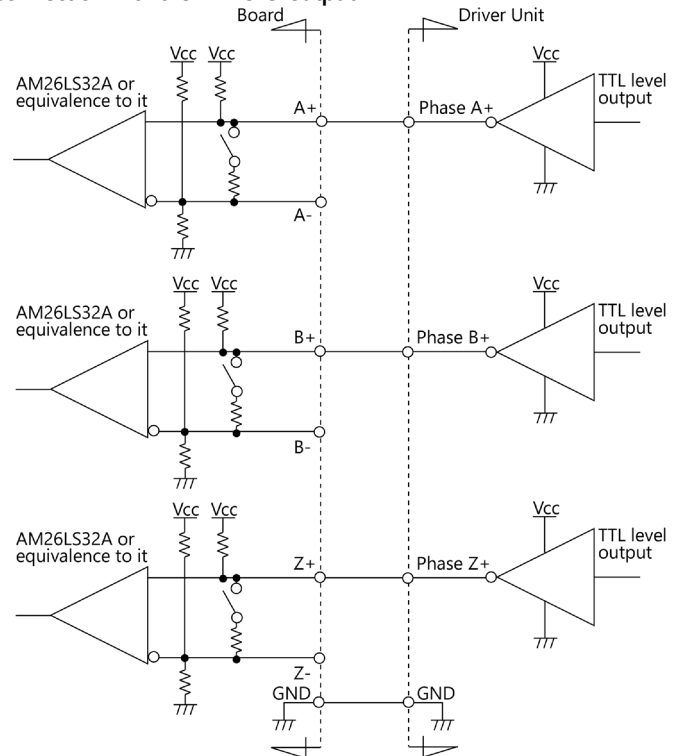 Board
Driver Unit
Vcc Vcc
Vcc
AM26LS32A or
equivalence to it
A+
Phase A+
TTL level
output
A-
Vcc Vcc
Vcc
AM26LS32A or
equivalence to it
B+
Phase B+
TTL level
output
B-
Vcc Vcc
Vcc
AM26LS32A or
equivalence to it
Z+
Phase Z+
TTL level
output
Z-
GND
GND